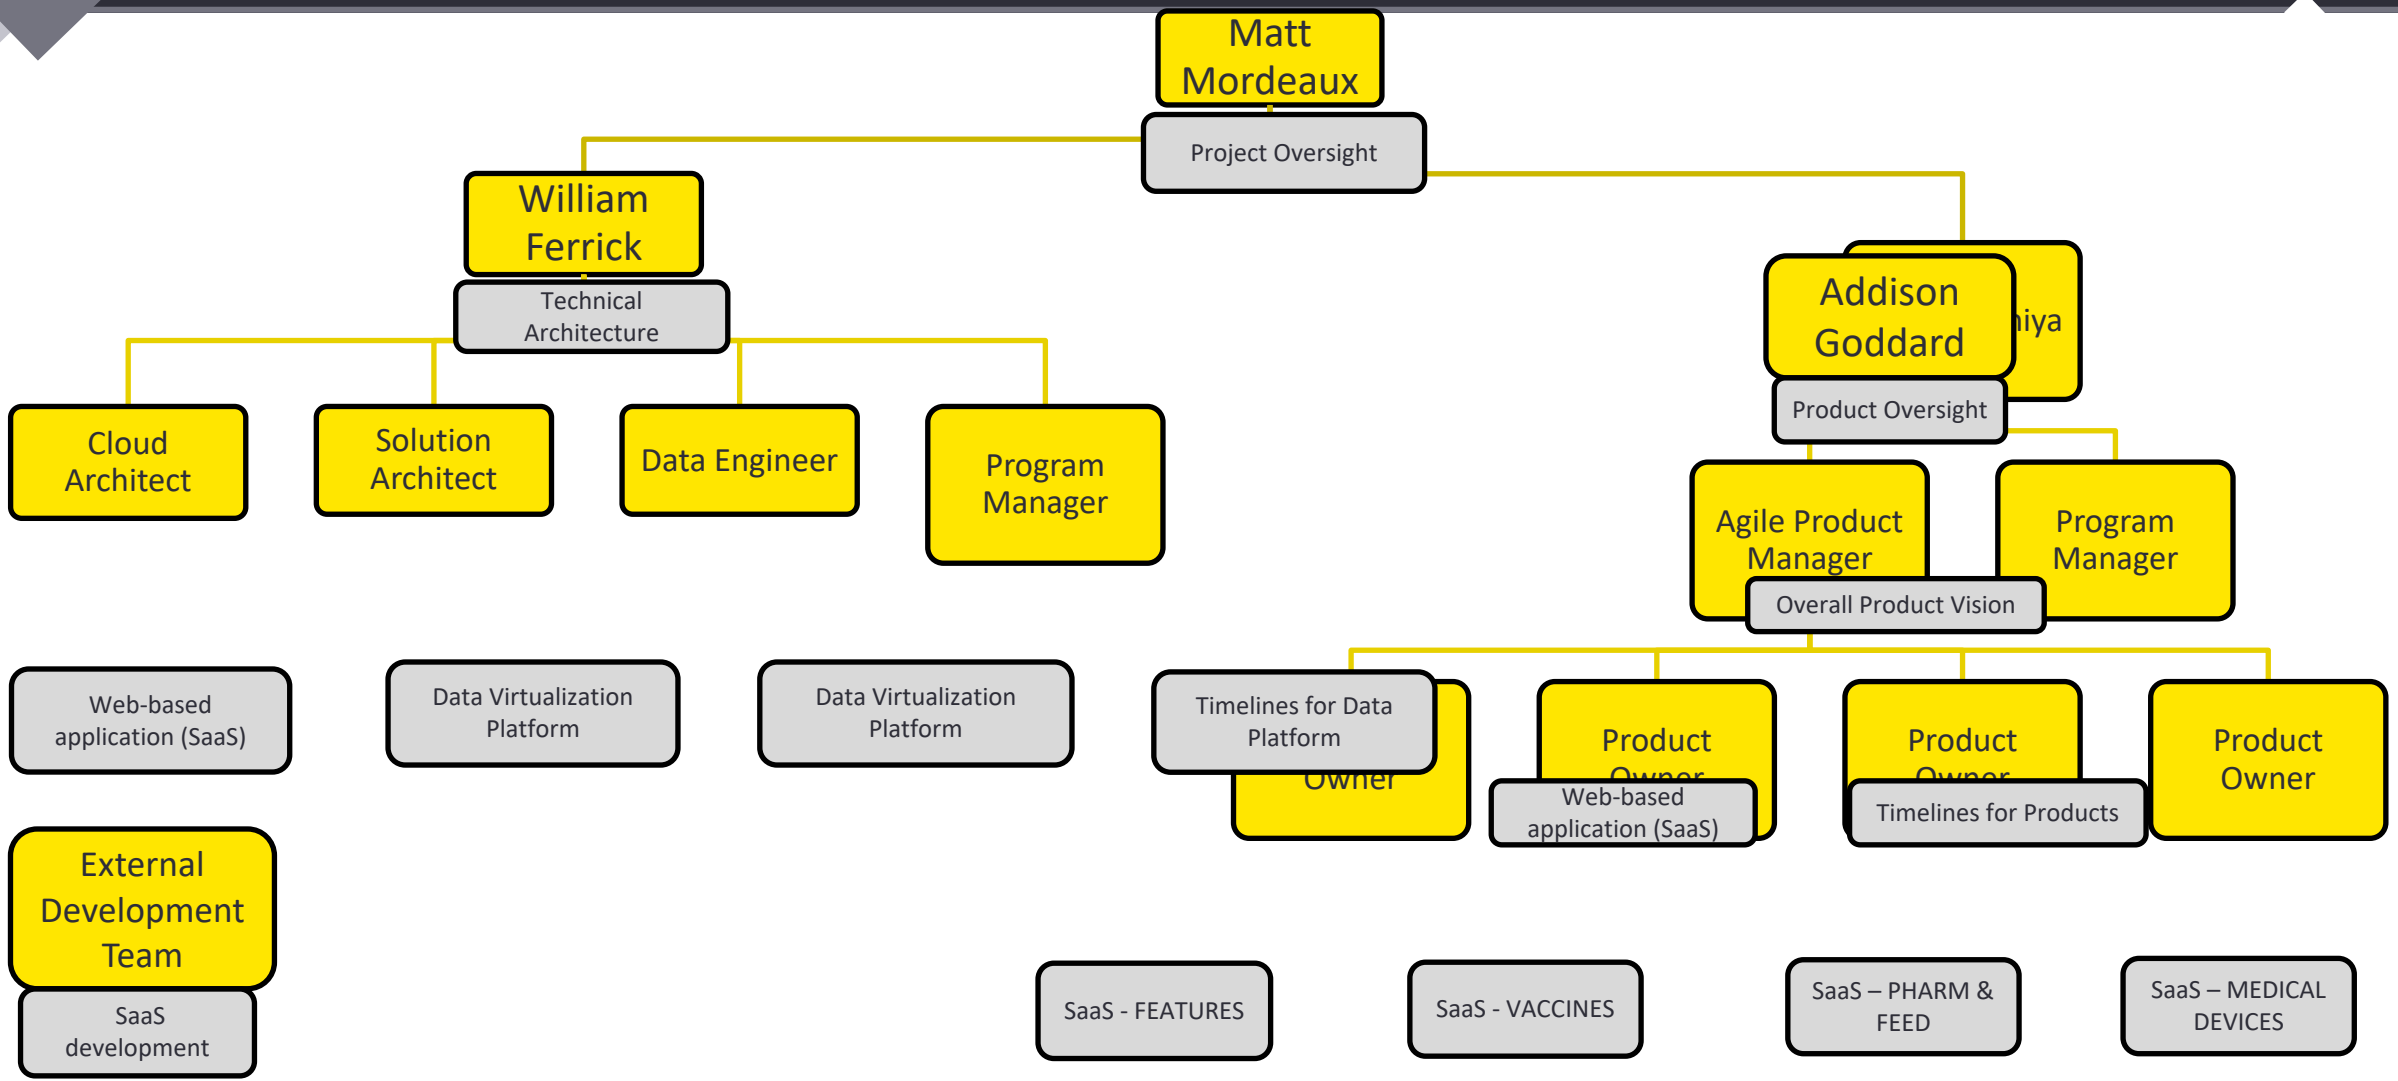 Matt
Mordeaux
Project Oversight
William
Ferrick
Technical
Architecture
Addison
Goddard
Product Oversight
Cloud
Architect
Solution
Architect
Data Engineer
Program
Manager
Agile Product
Manager
Program
Manager
Overall Product Vision
Web-based
application (SaaS)
Data Virtualization
Platform
Data Virtualization
Platform
Timelines for Data
Platform
Owner
Product
Owner
Web-based
application (SaaS)
Product
Owner
Timelines for Products
Product
Owner
External
Development
Team
SaaS
development
SaaS - FEATURES
SaaS - VACCINES
SaaS – PHARM &
FEED
SaaS – MEDICAL
DEVICES